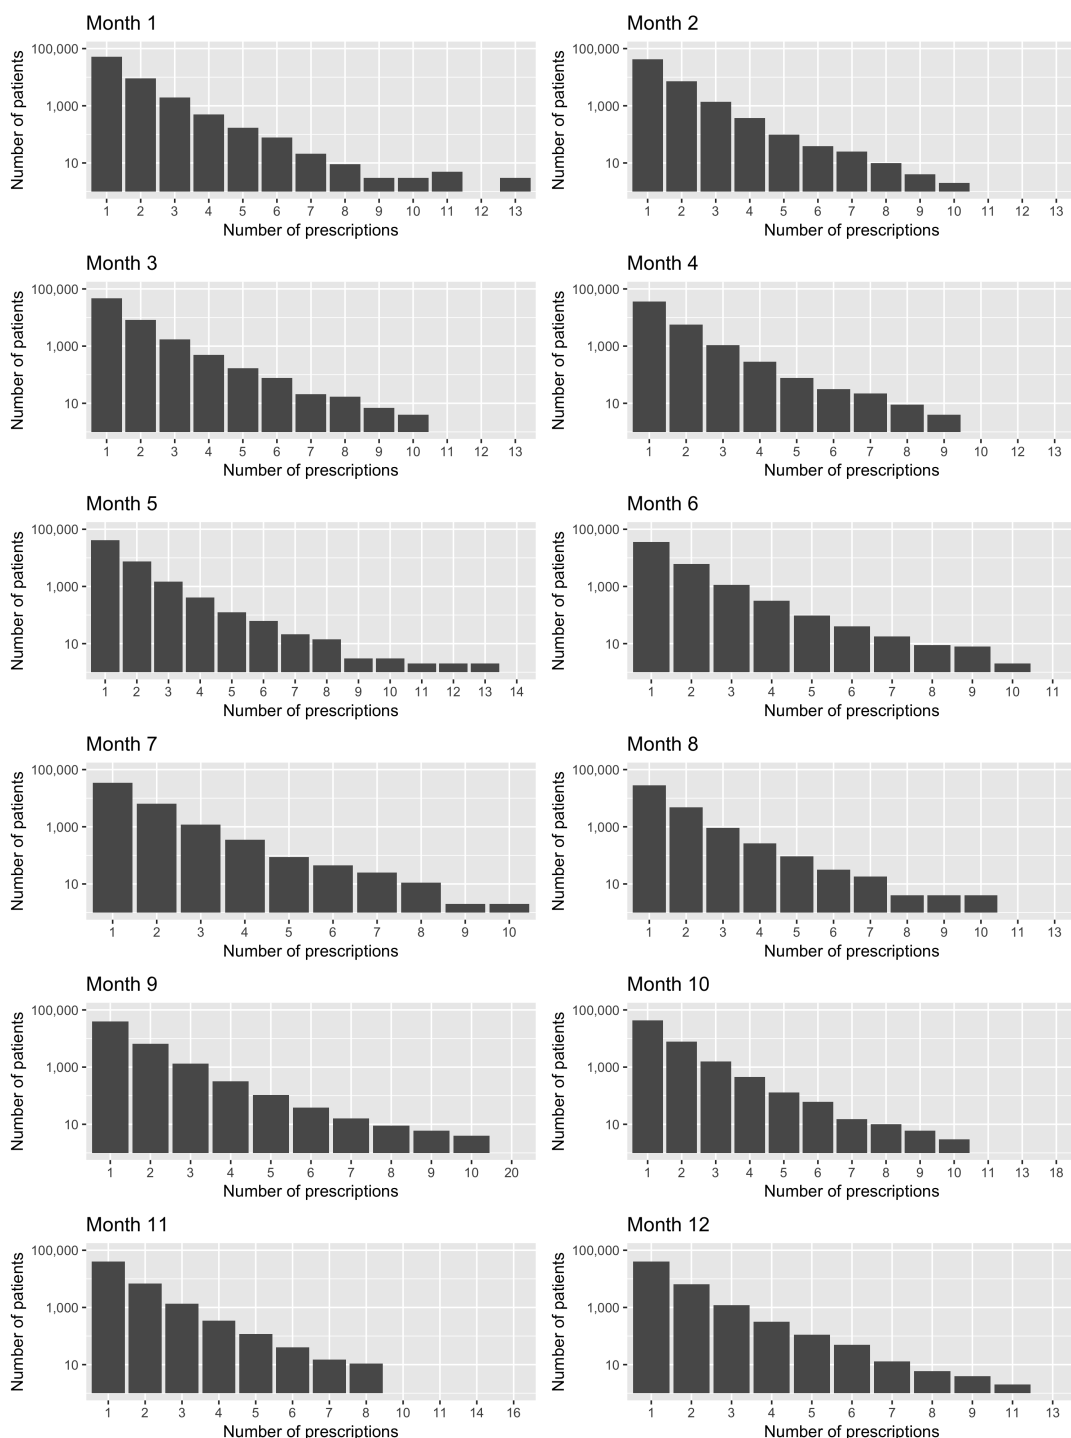 Month 1
Number of patients
100,000
1,000
10
1 2 3 4 5 6 7 8 9 10 11 12 13
Number of prescriptions
Month 2
Number of patients
100,000
1,000
10
1 2 3 4 5 6 7 8 9 10 11 12 13
Number of prescriptions
Month 3
Number of patients
100,000
1,000
10
1 2 3 4 5 6 7 8 9 10 11 12 13
Number of prescriptions
Month 4
Number of patients
100,000
1,000
10
1 2 3 4 5 6 7 8 9 10 12 13
Number of prescriptions
Month 5
Number of patients
100,000
1,000
10
1 2 3 4 5 6 7 8 9 10 11 12 13 14
Number of prescriptions
Month 6
Number of patients
100,000
1,000
10
1 2 3 4 5 6 7 8 9 10 11
Number of prescriptions
Month 7
Number of patients
100,000
1,000
10
1 2 3 4 5 6 7 8 9 10
Number of prescriptions
Month 8
Number of patients
100,000
1,000
10
1 2 3 4 5 6 7 8 9 10 11 13
Number of prescriptions
Month 9
Number of patients
100,000
1,000
10
1 2 3 4 5 6 7 8 9 10 20
Number of prescriptions
Month 10
Number of patients
100,000
1,000
10
1 2 3 4 5 6 7 8 9 10 11 13 18
Number of prescriptions
Month 11
Number of patients
100,000
1,000
10
1 2 3 4 5 6 7 8 10 11 14 16
Number of prescriptions
Month 12
Number of patients
100,000
1,000
10
1 2 3 4 5 6 7 8 9 11 13
Number of prescriptions